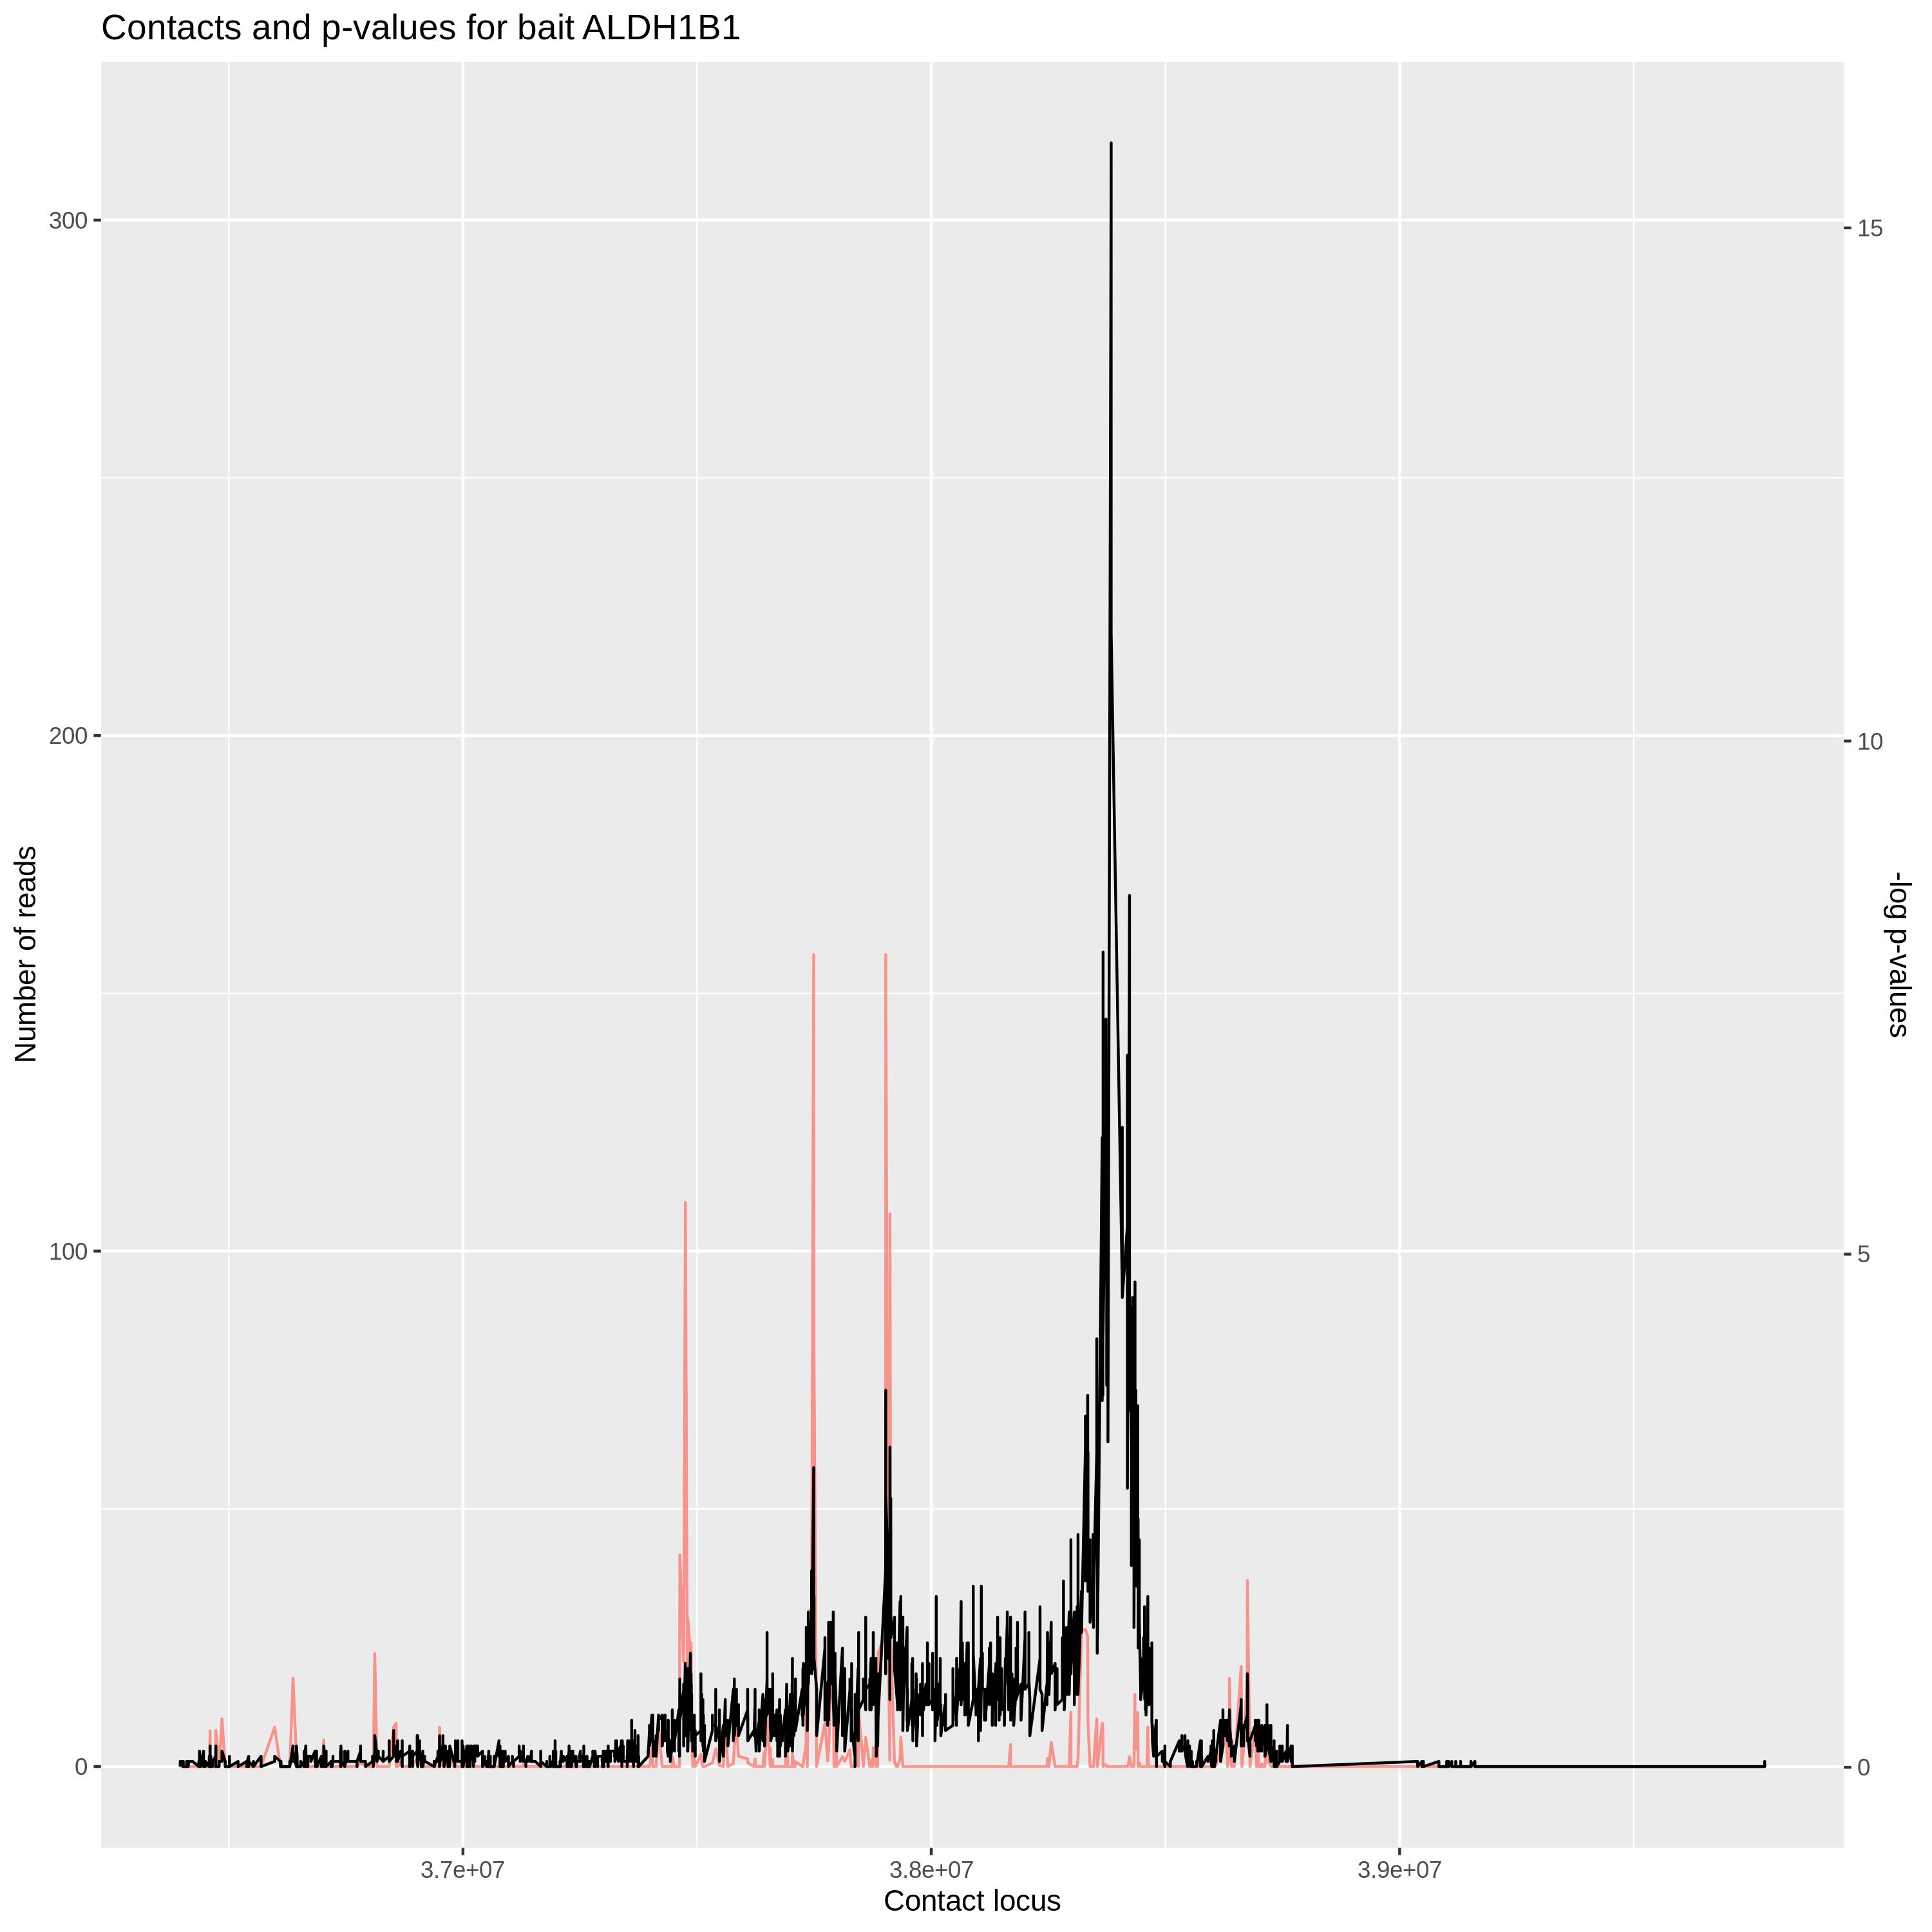 Contacts and p-values for bait ALDH1B1
300
200
100
0
15
10
5
0
Number of reads
-log p-values
3.7e+07 3.8e+07 3.9e+07
Contact locus